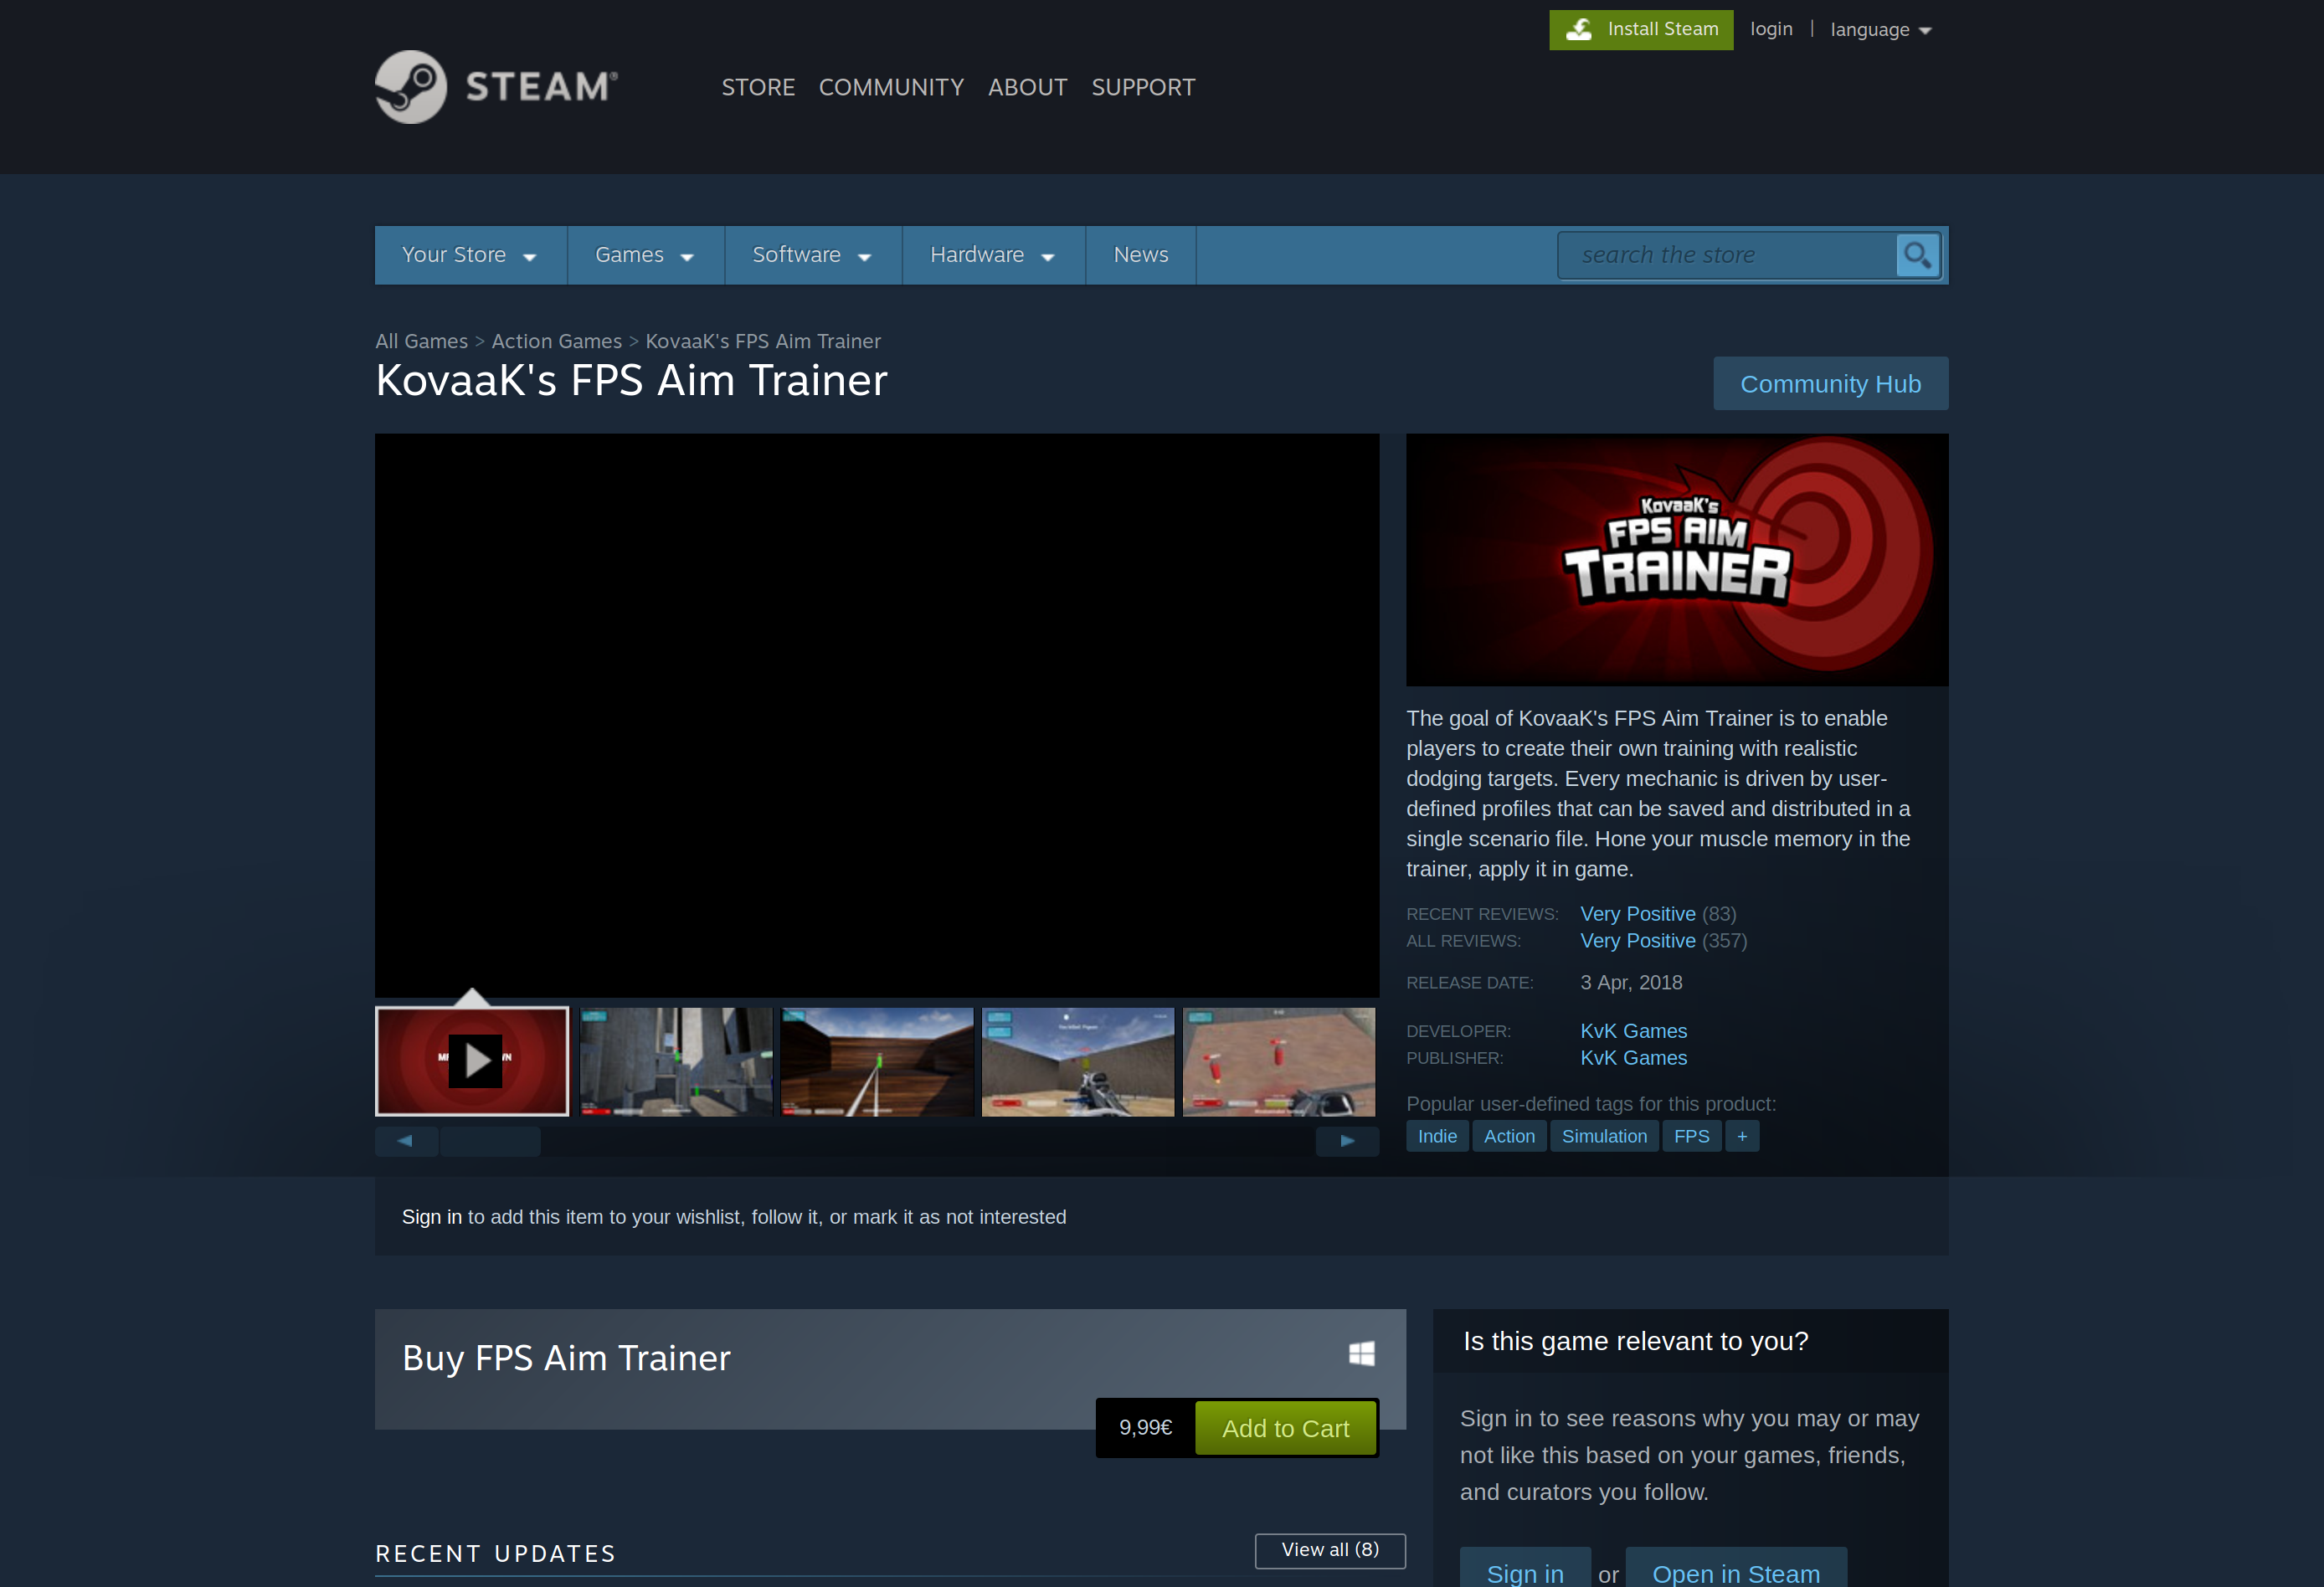 Install Steam
login | language
STEAM®
STORE COMMUNITY ABOUT SUPPORT
Your Store Games Software Hardware News
search the store
All Games > Action Games > KovaaK's FPS Aim Trainer
KovaaK's FPS Aim Trainer
Community Hub
KovaaK's
FPS AIM
TRAINER
The goal of KovaaK's FPS Aim Trainer is to enable
players to create their own training with realistic
dodging targets. Every mechanic is driven by user-
defined profiles that can be saved and distributed in a
single scenario file. Hone your muscle memory in the
trainer, apply it in game.
RECENT REVIEWS: Very Positive (83)
ALL REVIEWS: Very Positive (357)
RELEASE DATE: 3 Apr, 2018
DEVELOPER: KvK Games
PUBLISHER: KvK Games
Popular user-defined tags for this product:
Indie Action Simulation FPS +
Sign in to add this item to your wishlist, follow it, or mark it as not interested
Buy FPS Aim Trainer
9,99€ Add to Cart
RECENT UPDATES
View all (8)
Is this game relevant to you?
Sign in to see reasons why you may or may
not like this based on your games, friends,
and curators you follow.
Sign in or Open in Steam